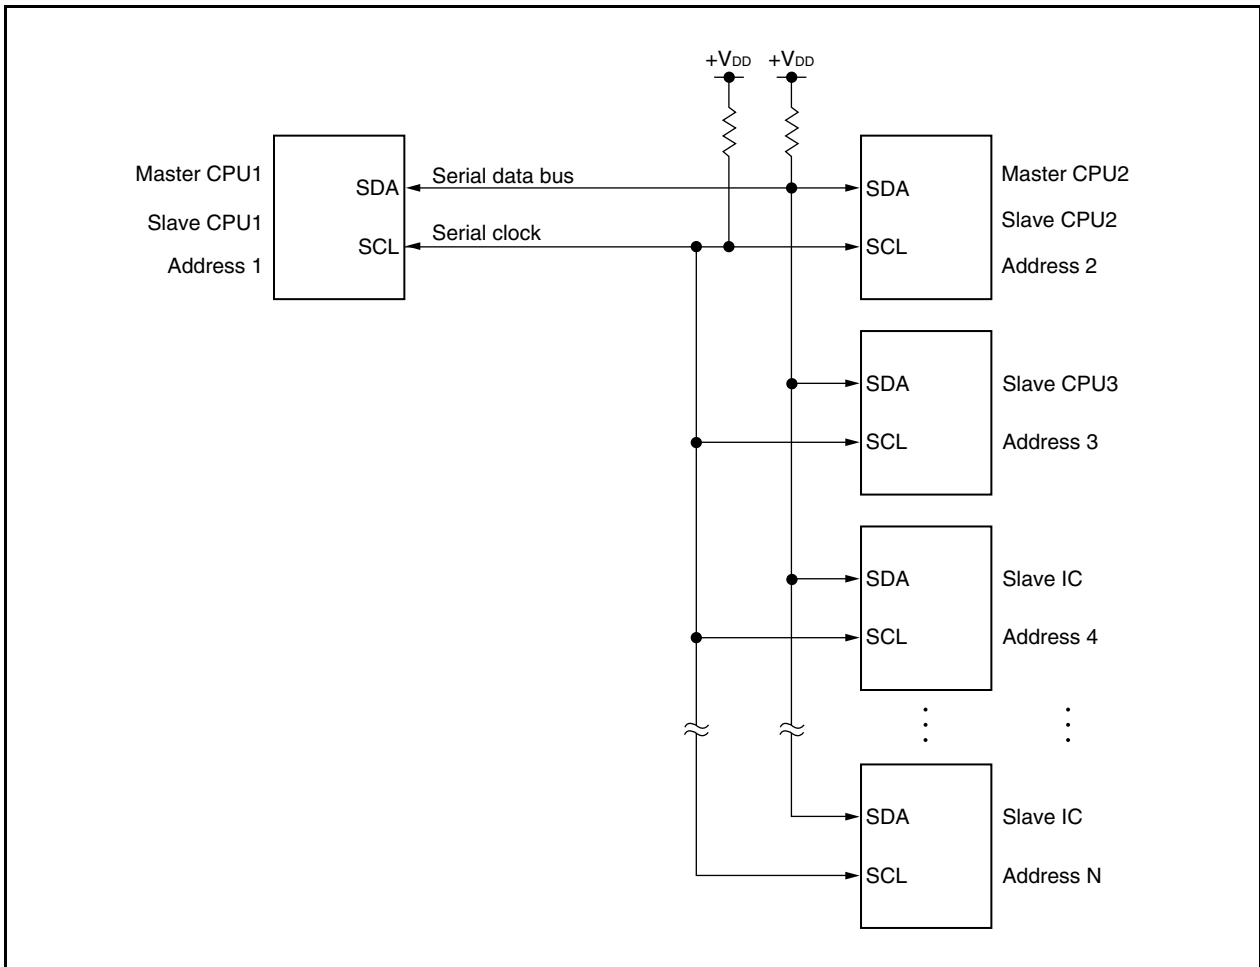 +VDD +VDD
Master CPU1
Slave CPU1
Address 1
SDA
SCL
Serial data bus
Serial clock
SDA
SCL
Master CPU2
Slave CPU2
Address 2
SDA
SCL
Slave CPU3
Address 3
SDA
SCL
Slave IC
Address 4
SDA
SCL
Slave IC
Address N